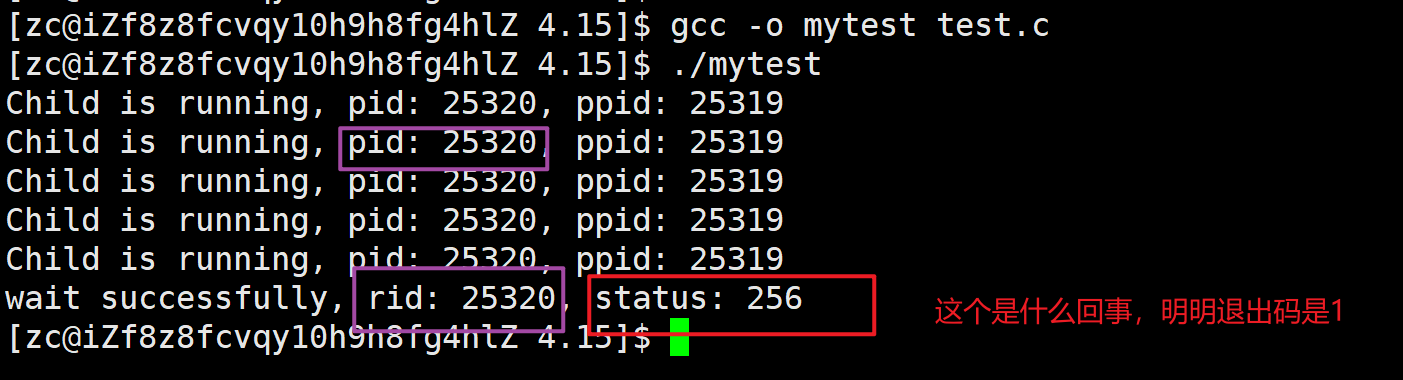 [zc@iZf8z8fcvqy10h9h8fg4hlZ 4.15]$ gcc -o mytest test.c
[zc@iZf8z8fcvqy10h9h8fg4hlZ 4.15]$ ./mytest
Child is running, pid: 25320, ppid: 25319
Child is running, pid: 25320, ppid: 25319
Child is running, pid: 25320, ppid: 25319
Child is running, pid: 25320, ppid: 25319
Child is running, pid: 25320, ppid: 25319
wait successfully, rid: 25320, status: 256
这个是什么回事，明明退出码是1
[zc@iZf8z8fcvqy10h9h8fg4hlZ 4.15]$